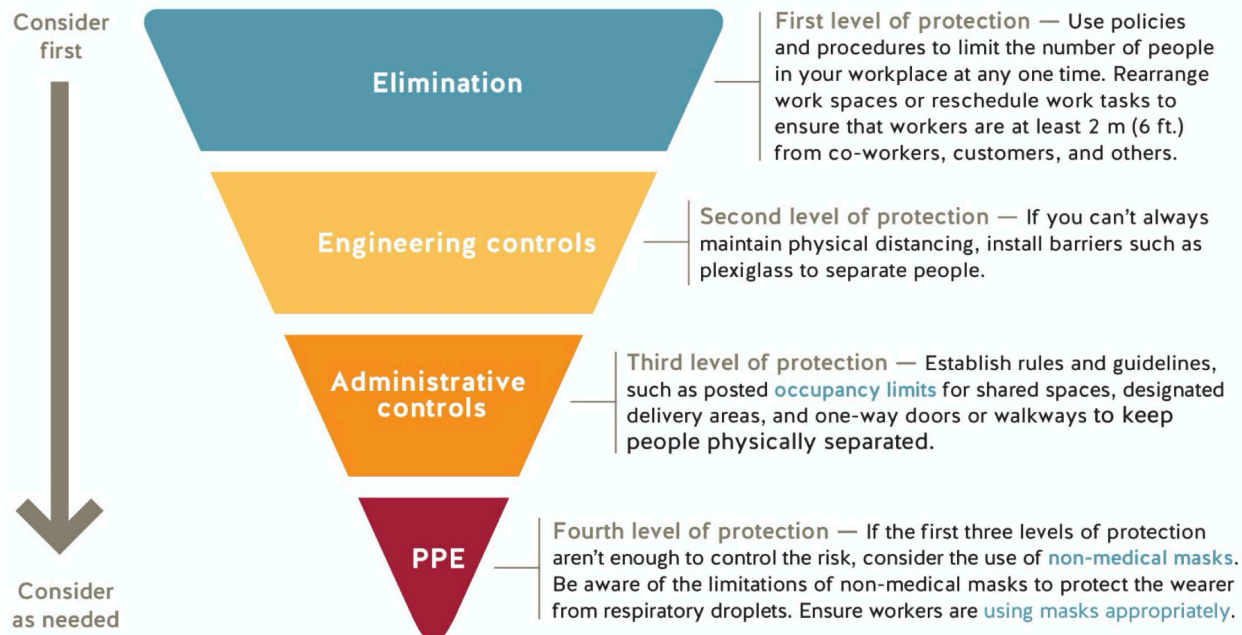 Consider
first
Elimination
First level of protection — Use policies
and procedures to limit the number of people
in your workplace at any one time. Rearrange
work spaces or reschedule work tasks to
ensure that workers are at least 2 m (6 ft.)
from co-workers, customers, and others.
Engineering controls
Second level of protection — If you can't always
maintain physical distancing, install barriers such as
plexiglass to separate people.
Administrative
controls
Third level of protection — Establish rules and guidelines,
such as posted occupancy limits for shared spaces, designated
delivery areas, and one-way doors or walkways to keep
people physically separated.
PPE
Fourth level of protection — If the first three levels of protection
aren't enough to control the risk, consider the use of non-medical masks.
Be aware of the limitations of non-medical masks to protect the wearer
from respiratory droplets. Ensure workers are using masks appropriately.
Consider
as needed